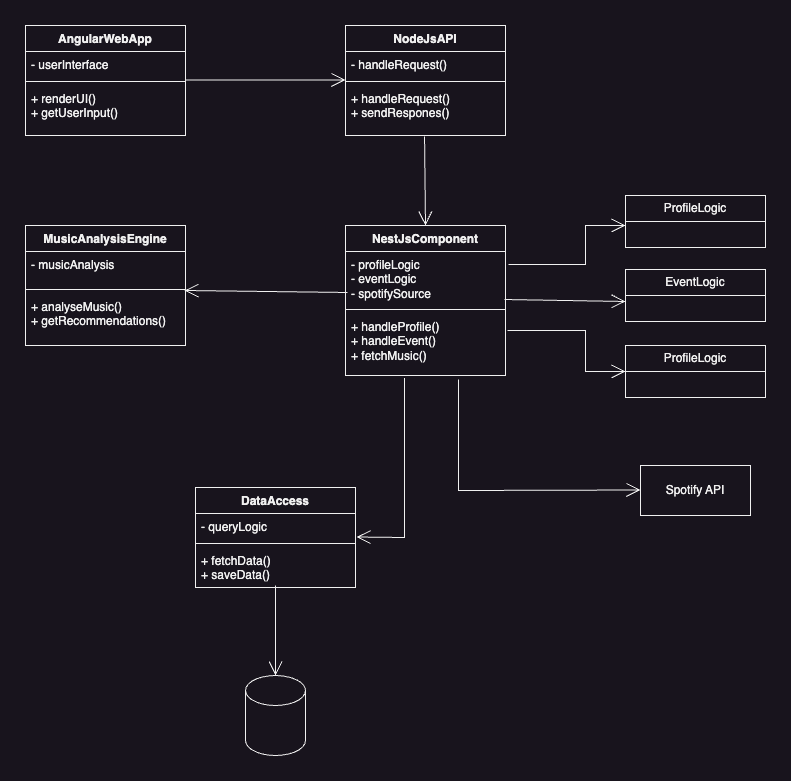 AngularWebApp
- userInterface
+ renderUI()
+ getUserInput()
NodeJsAPI
- handleRequest()
+ handleRequest()
+ sendRespones()
MusicAnalysisEngine
- musicAnalysis
+ analyseMusic()
+ getRecommendations()
NestJsComponent
- profileLogic
- eventLogic
- spotifySource
+ handleProfile()
+ handleEvent()
+ fetchMusic()
ProfileLogic
EventLogic
ProfileLogic
Spotify API
DataAccess
- queryLogic
+ fetchData()
+ saveData()